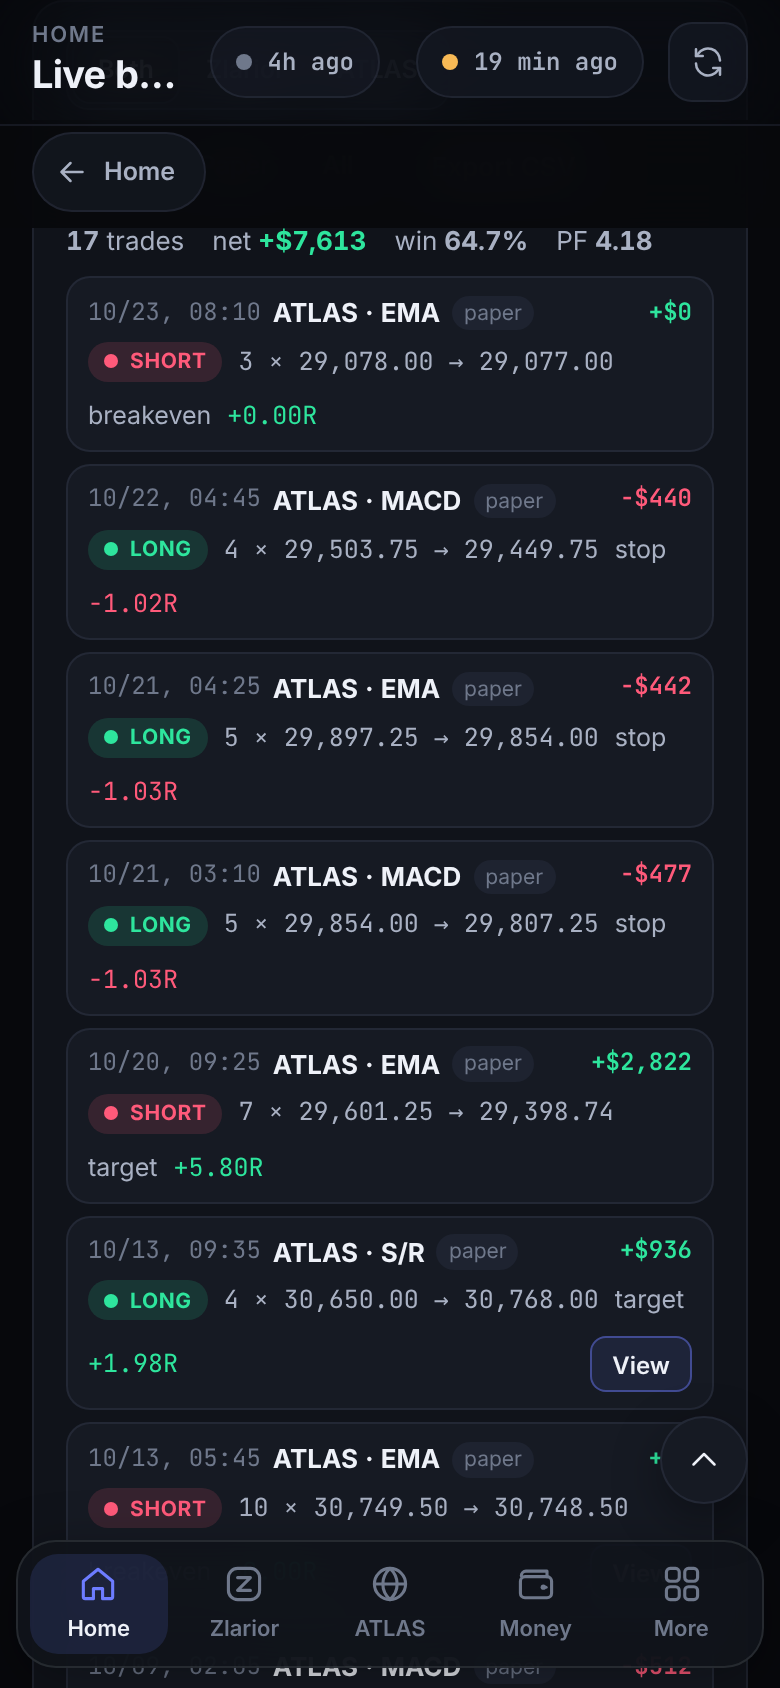 HOME
Live b...
4h ago
19 min ago
Home
17 trades net +$7,613 win 64.7% PF 4.18
10/23, 08:10 ATLAS · EMA paper +$0
SHORT 3 × 29,078.00 → 29,077.00
breakeven +0.00R
10/22, 04:45 ATLAS · MACD paper -$440
LONG 4 × 29,503.75 → 29,449.75 stop
-1.02R
10/21, 04:25 ATLAS · EMA paper -$442
LONG 5 × 29,897.25 → 29,854.00 stop
-1.03R
10/21, 03:10 ATLAS · MACD paper -$477
LONG 5 × 29,854.00 → 29,807.25 stop
-1.03R
10/20, 09:25 ATLAS · EMA paper +$2,822
SHORT 7 × 29,601.25 → 29,398.74
target +5.80R
10/13, 09:35 ATLAS · S/R paper +$936
LONG 4 × 30,650.00 → 30,768.00 target
+1.98R View
10/13, 05:45 ATLAS · EMA paper +
SHORT 10 × 30,749.50 → 30,748.50
Home Zlarior ATLAS Money More
10/09, 02:05 ATLAS · MACD paper $512